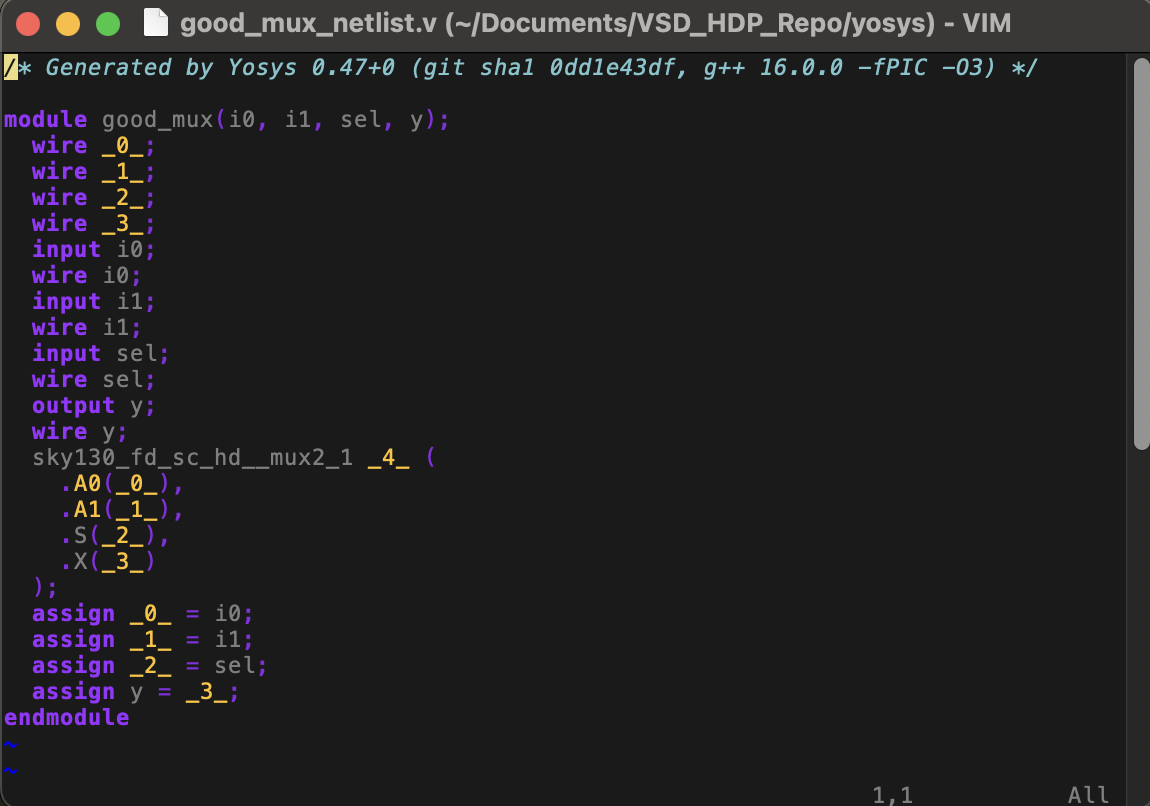 good_mux_netlist.v (~/Documents/VSD_HDP_Repo/yosys) - VIM
/* Generated by Yosys 0.47+0 (git sha1 0dd1e43df, g++ 16.0.0 -fPIC -O3) */
module good_mux(i0, i1, sel, y);
  wire _0_;
  wire _1_;
  wire _2_;
  wire _3_;
  input i0;
  wire i0;
  input i1;
  wire i1;
  input sel;
  wire sel;
  output y;
  wire y;
  sky130_fd_sc_hd__mux2_1 _4_ (
    .A0(_0_),
    .A1(_1_),
    .S(_2_),
    .X(_3_)
  );
  assign _0_ = i0;
  assign _1_ = i1;
  assign _2_ = sel;
  assign y = _3_;
endmodule
~
~
1,1 All